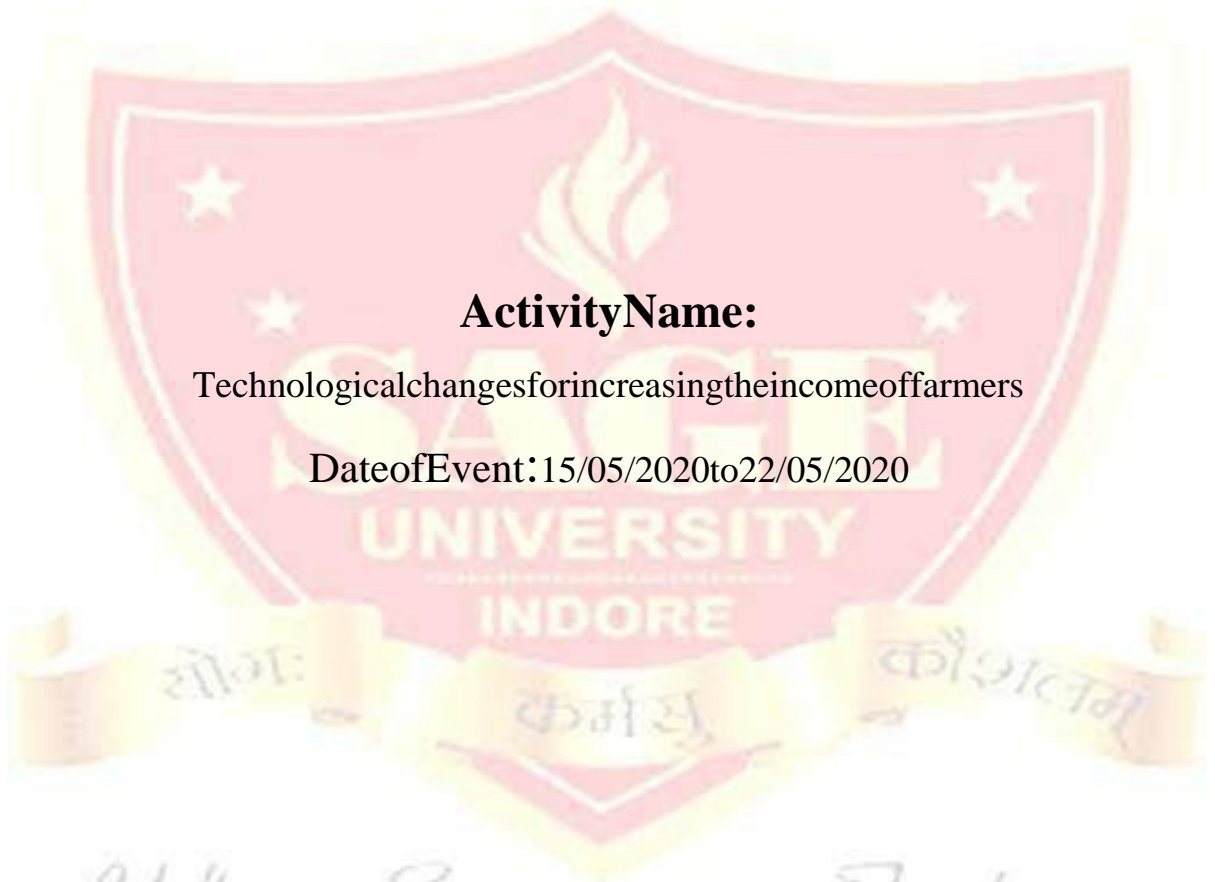 ActivityName:
Technologicalchangesforincreasingtheincomeoffarmers
SAGE
DateofEvent:15/05/2020to22/05/2020
UNIVERSITY
INDORE
योगः
कर्मसु
कौशलम्